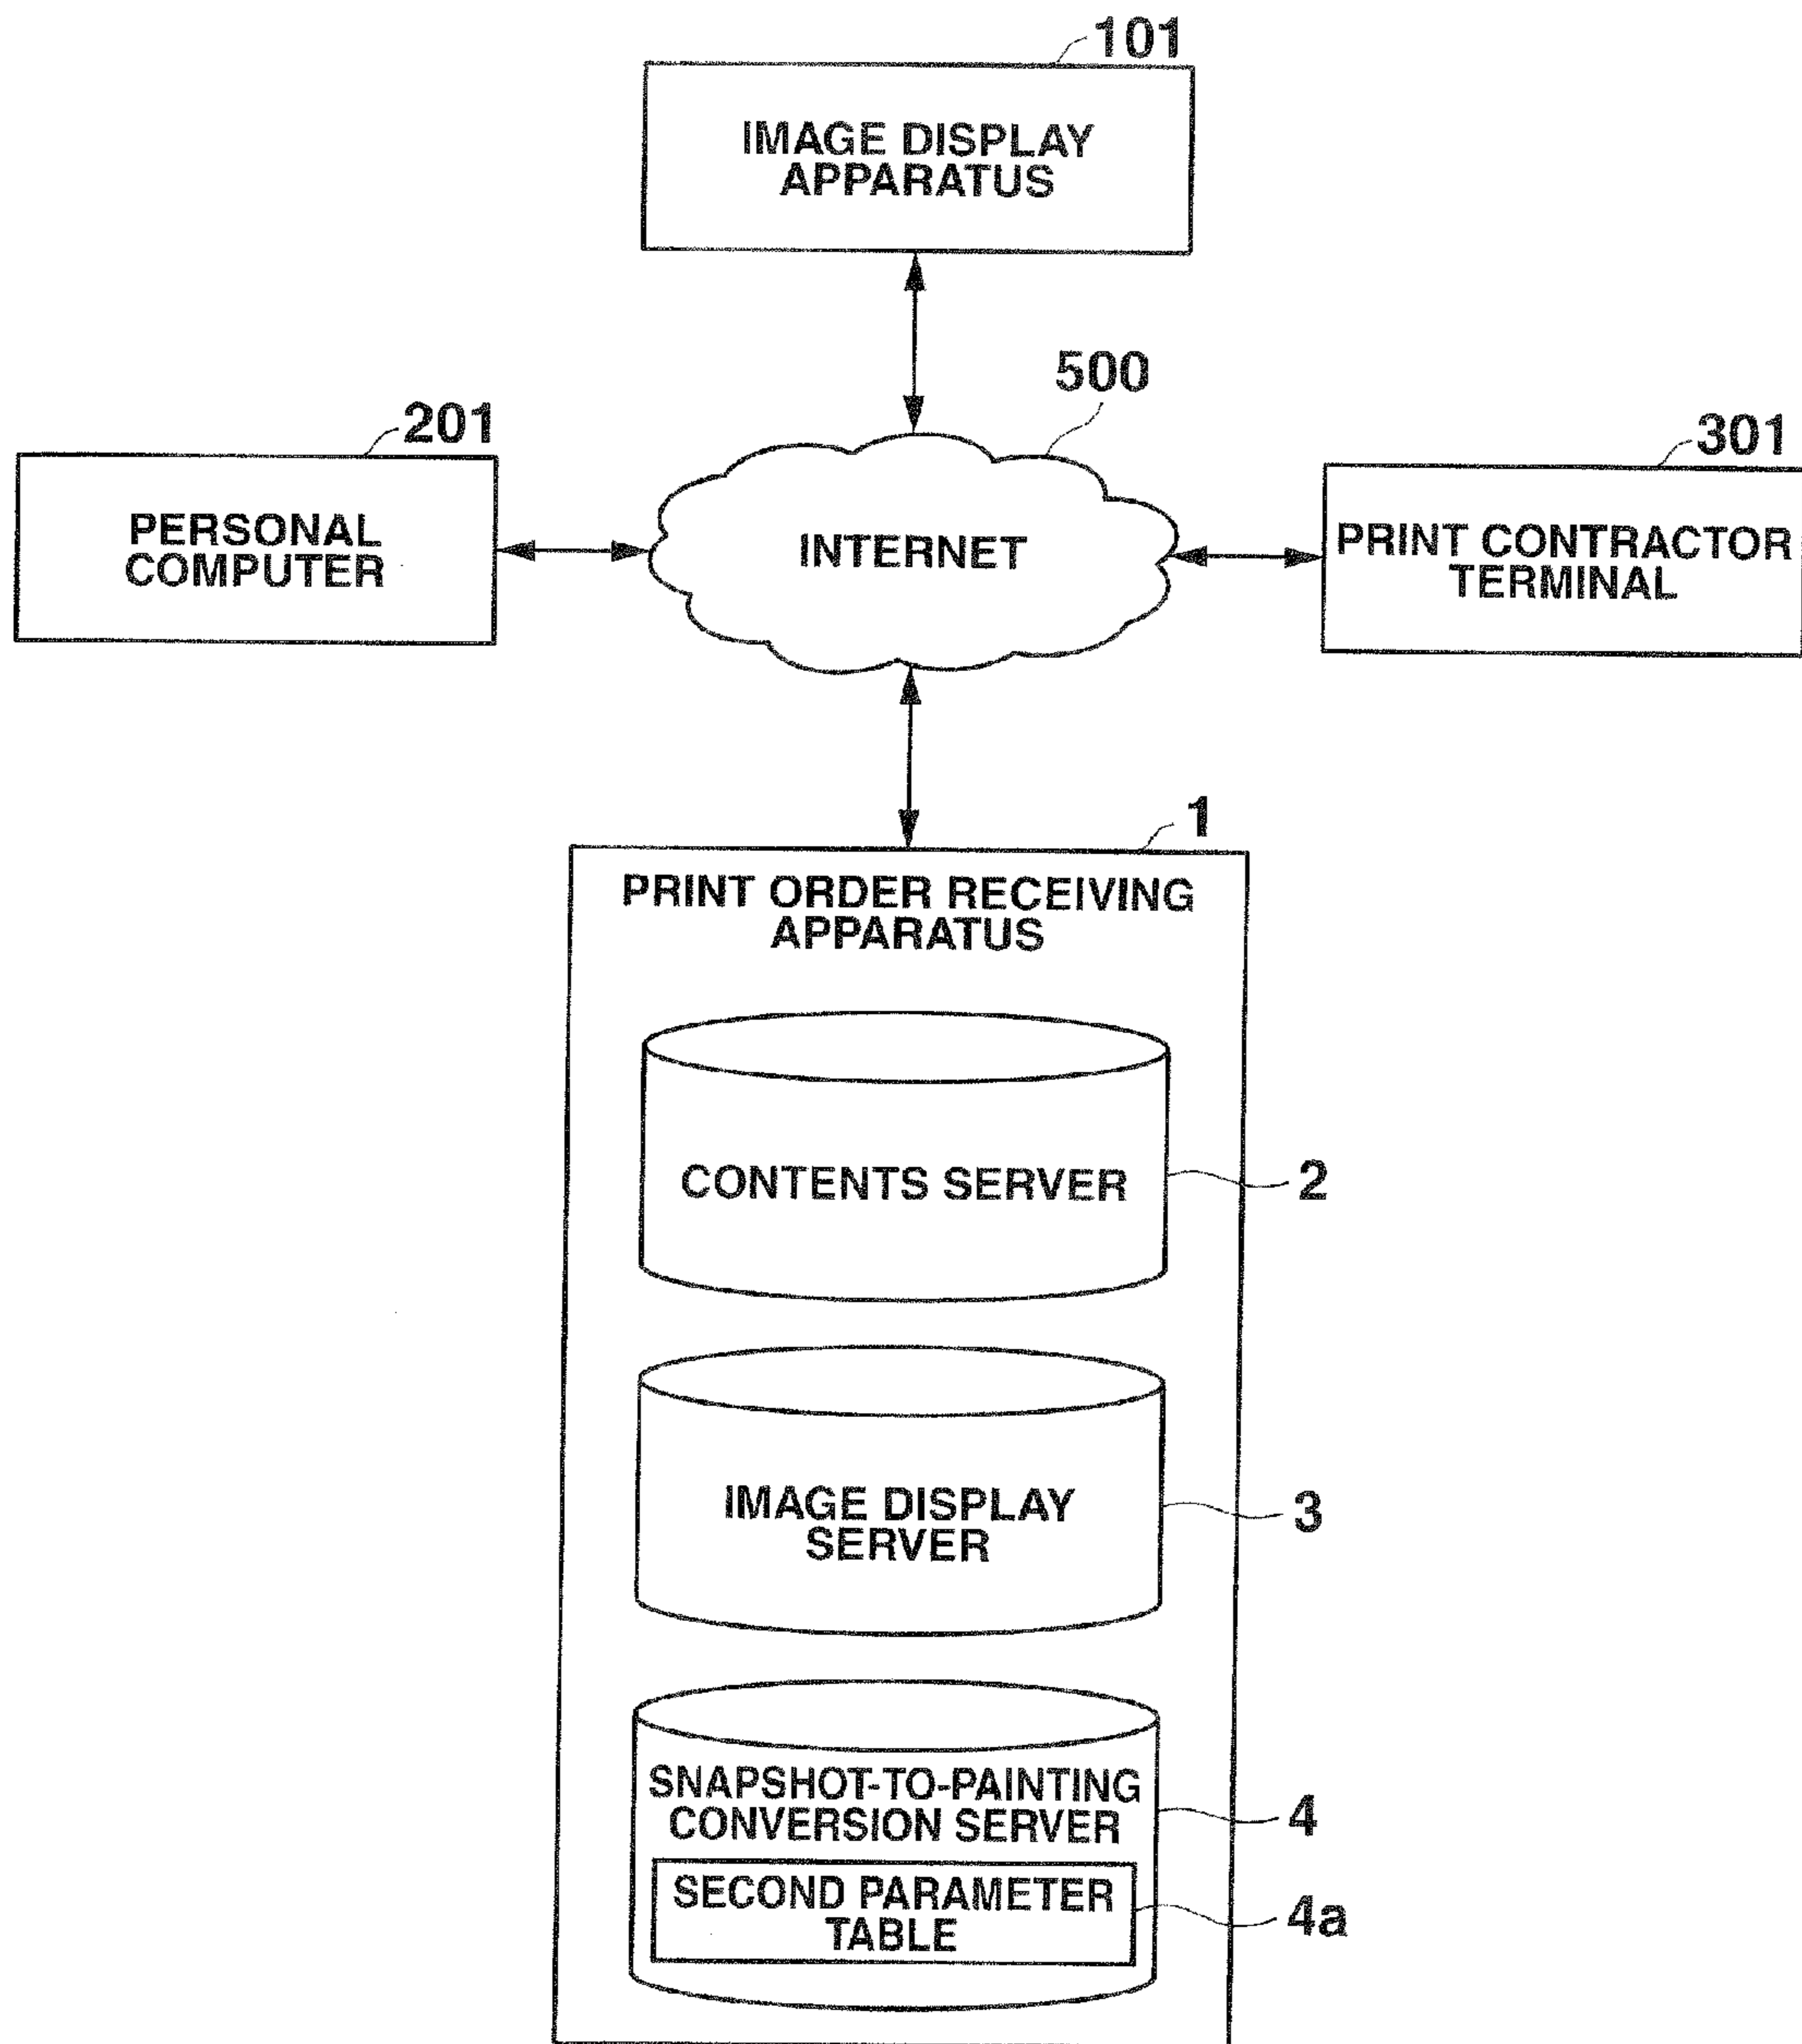 101
IMAGE DISPLAY
APPARATUS
500
201
PERSONAL
COMPUTER
INTERNET
301
PRINT CONTRACTOR
TERMINAL
1
PRINT ORDER RECEIVING
APPARATUS
CONTENTS SERVER
2
IMAGE DISPLAY
SERVER
3
SNAPSHOT-TO-PAINTING
CONVERSION SERVER
4
SECOND PARAMETER
TABLE
4a